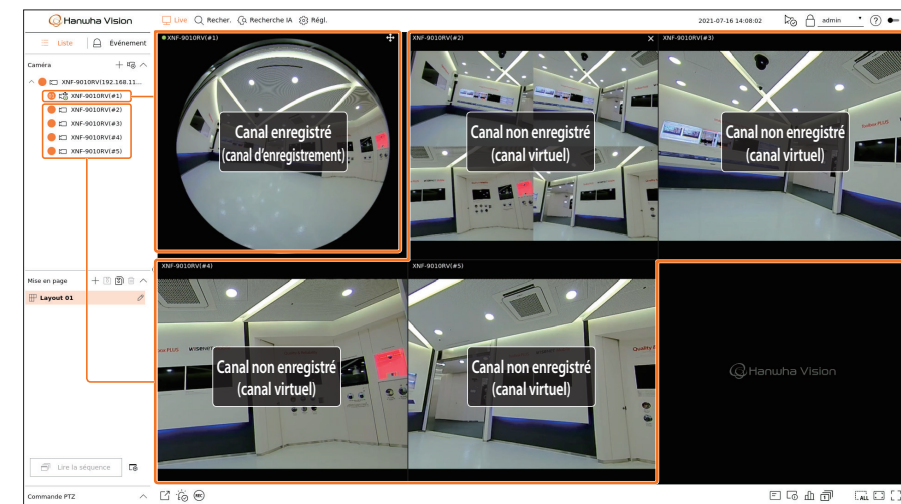 Hanwha Vision
Live
Recher.
Recherche IA
Régl.
2021-07-16 14:08:02
admin
Liste
Événement
Caméra
XNF-9010RV(192.168.11...
XNF-9010RV(#1)
XNF-9010RV(#2)
XNF-9010RV(#3)
XNF-9010RV(#4)
XNF-9010RV(#5)
XNF-9010RV(#1)
Canal enregistré
(canal d'enregistrement)
XNF-9010RV(#2)
Canal non enregistré
(canal virtuel)
XNF-9010RV(#3)
Canal non enregistré
(canal virtuel)
XNF-9010RV(#4)
WISENET
Canal non enregistré
(canal virtuel)
XNF-9010RV(#5)
Canal non enregistré
(canal virtuel)
Hanwha Vision
Mise en page
Layout 01
Lire la séquence
Commande PTZ
REC
ALL